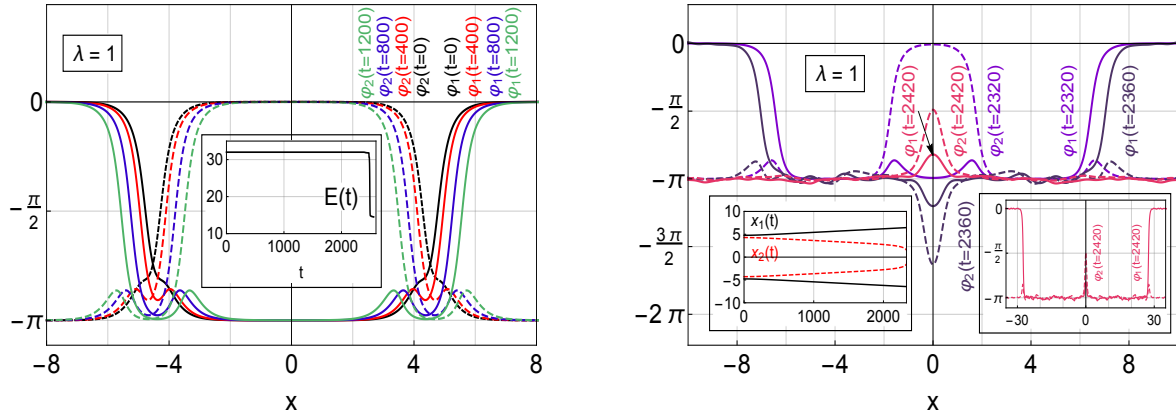 λ = 1
φ₂(t=1200)
φ₂(t=800)
φ₂(t=400)
φ₂(t=0)
φ₁(t=0)
φ₁(t=400)
φ₁(t=800)
φ₁(t=1200)
0
−π/2
−π
−8
−4
0
4
8
x
30
20
10
0
0
1000
2000
E(t)
t
λ = 1
φ₁(t=2420)
φ₂(t=2420)
φ₂(t=2320)
φ₁(t=2320)
φ₁(t=2360)
φ₂(t=2360)
0
−π/2
−π
−3π/2
−2π
−8
−4
0
4
8
x
10
5
0
−5
−10
0
1000
2000
x₁(t)
x₂(t)
0
−π/2
−π
−30
0
30
φ₂(t=2420)
φ₁(t=2420)